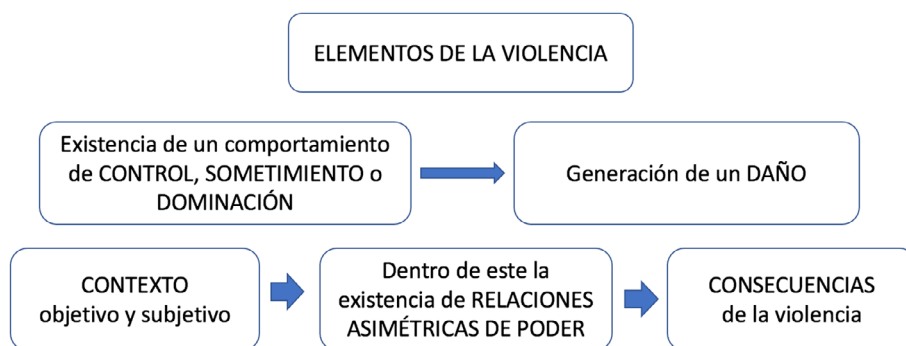 ELEMENTOS DE LA VIOLENCIA
Existencia de un comportamiento
de CONTROL, SOMETIMIENTO o
DOMINACIÓN
Generación de un DAÑO
CONTEXTO
objetivo y subjetivo
Dentro de este la
existencia de RELACIONES
ASIMÉTRICAS DE PODER
CONSECUENCIAS
de la violencia